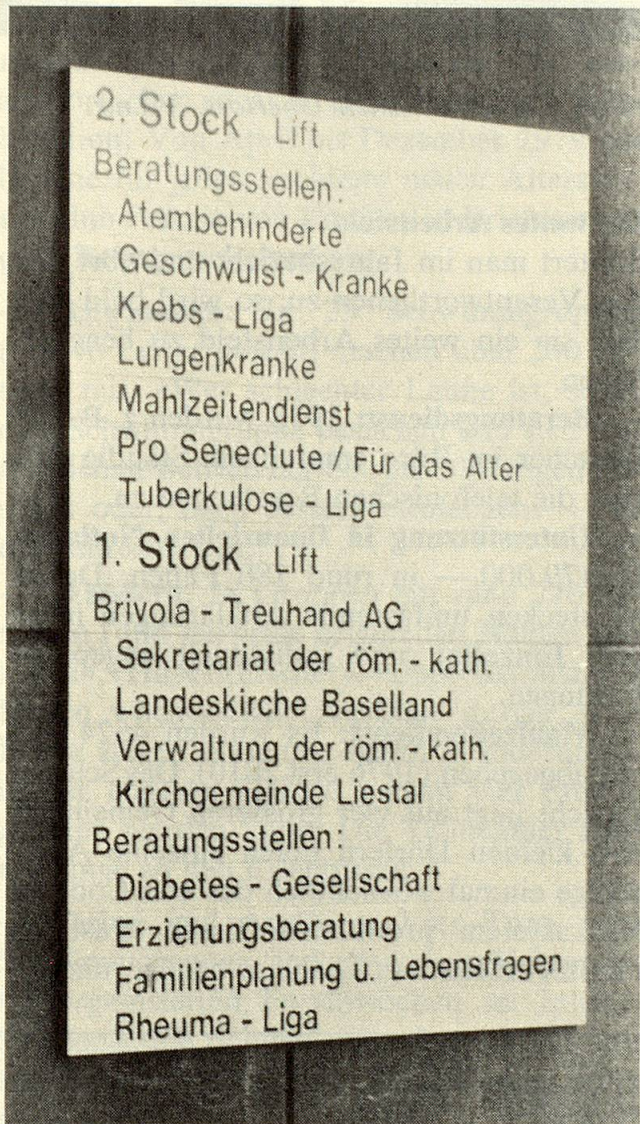 2. Stock Lift
Beratungsstellen:
Atembehinderte
Geschwulst - Kranke
Krebs - Liga
Lungenkranke
Mahlzeitendienst
Pro Senectute / Für das Alter
Tuberkulose - Liga
1. Stock Lift
Brivola - Treuhand AG
Sekretariat der röm. - kath.
Landeskirche Baselland
Verwaltung der röm. - kath.
Kirchgemeinde Liestal
Beratungsstellen:
Diabetes - Gesellschaft
Erziehungsberatung
Familienplanung u. Lebensfragen
Rheuma - Liga